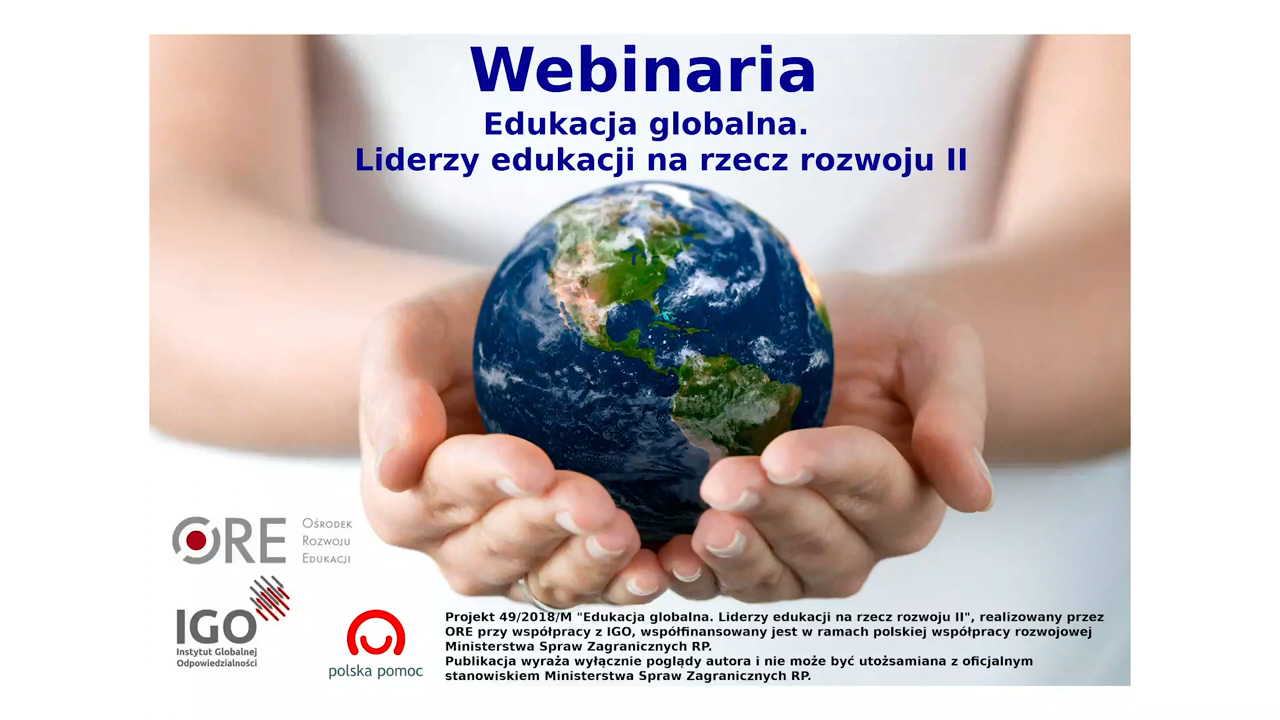 Webinaria
Edukacja globalna.
Liderzy edukacji na rzecz rozwoju II
ORE
Ośrodek
Rozwoju
Edukacji
IGO
Instytut Globalnej
Odpowiedzialności
polska pomoc
Projekt 49/2018/M "Edukacja globalna. Liderzy edukacji na rzecz rozwoju II", realizowany przez
ORE przy współpracy z IGO, współfinansowany jest w ramach polskiej współpracy rozwojowej
Ministerstwa Spraw Zagranicznych RP.
Publikacja wyraża wyłącznie poglądy autora i nie może być utożsamiana z oficjalnym
stanowiskiem Ministerstwa Spraw Zagranicznych RP.